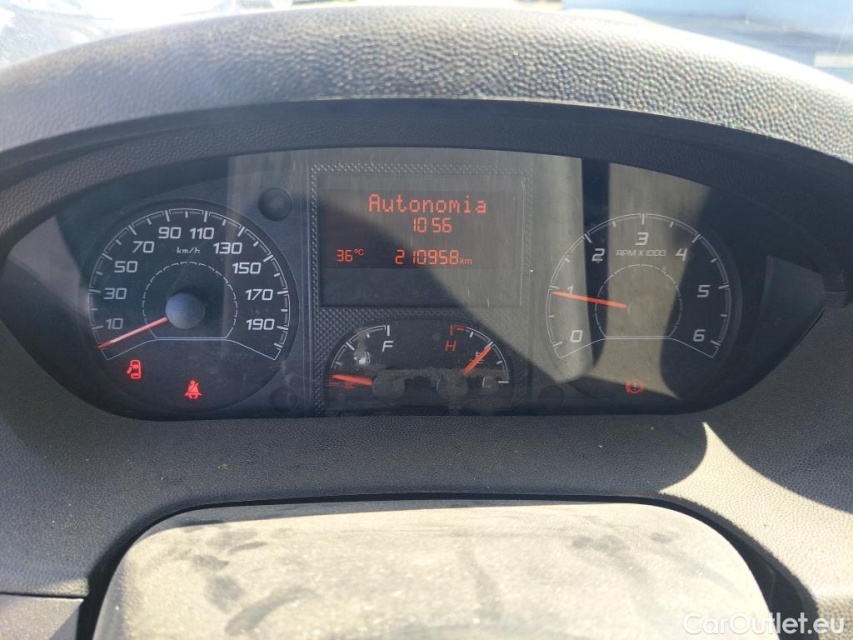 Autonomia
1056
36°C 210958km
10 30 50 70 90 110 130 150 170 190
km/h
F
H
0 1 2 3 4 5 6
RPM X 1000
CarOutlet.eu